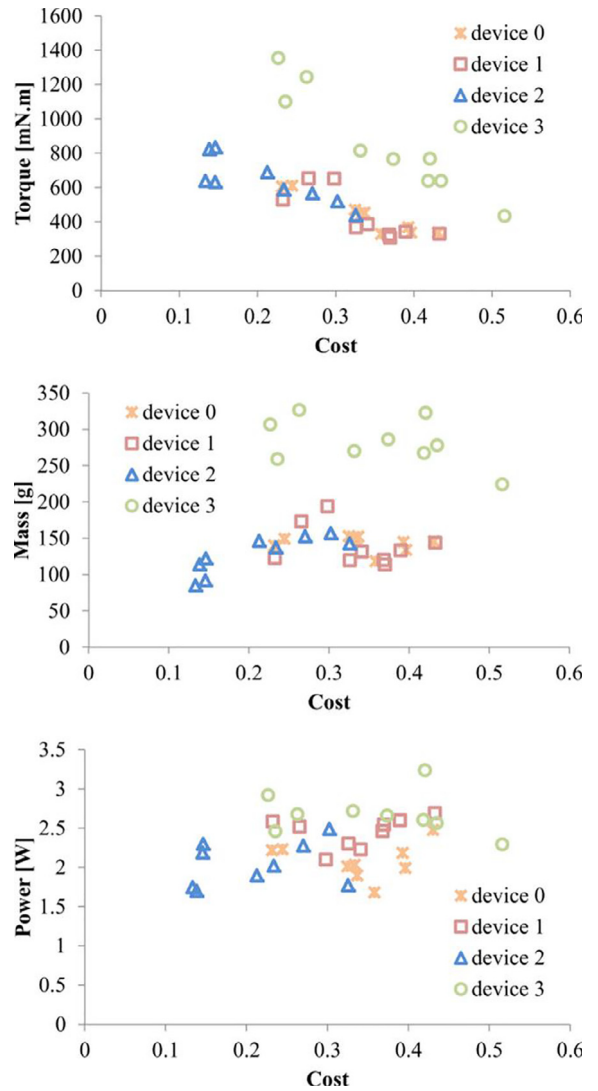 1600
1400
1200
1000
800
600
400
200
0
Torque [mN.m]
device 0
device 1
device 2
device 3
0 0.1 0.2 0.3 0.4 0.5 0.6
Cost
350
300
250
200
150
100
50
0
Mass [g]
device 0
device 1
device 2
device 3
0 0.1 0.2 0.3 0.4 0.5 0.6
Cost
3.5
3
2.5
2
1.5
1
0.5
0
Power [W]
device 0
device 1
device 2
device 3
0 0.1 0.2 0.3 0.4 0.5 0.6
Cost